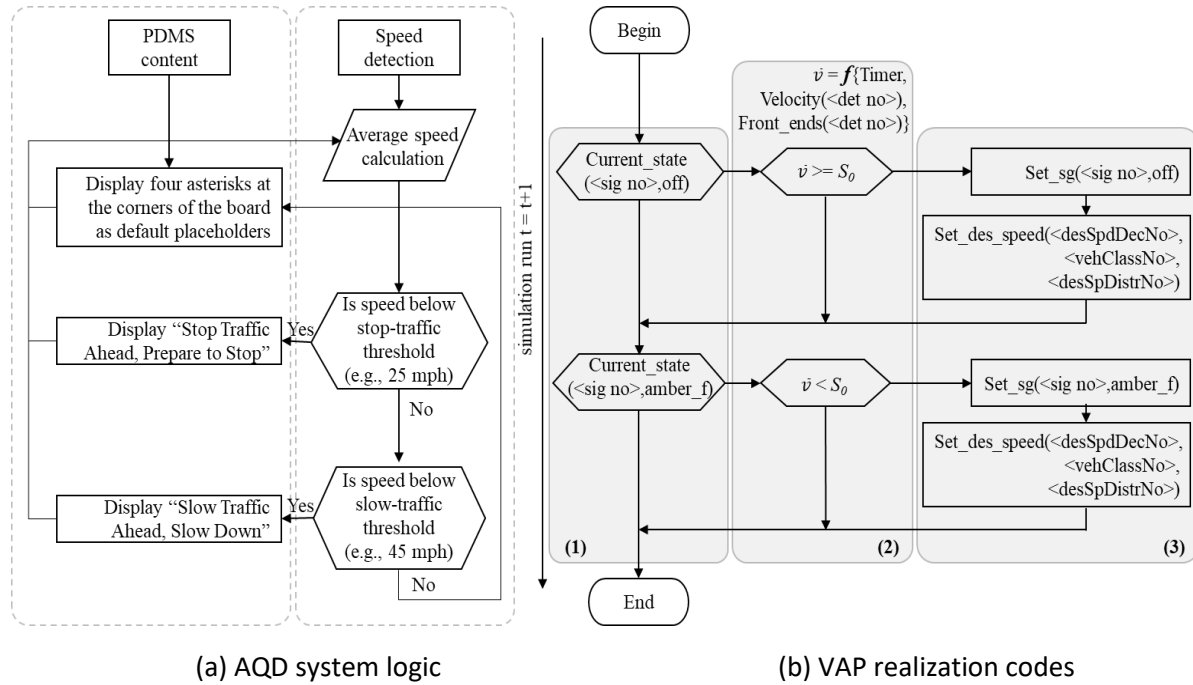 PDMS
content
Speed
detection
Average speed
calculation
Display four asterisks at
the corners of the board
as default placeholders
Is speed below
stop-traffic
threshold
(e.g., 25 mph)
Yes
Display “Stop Traffic
Ahead, Prepare to Stop”
No
Is speed below
slow-traffic
threshold
(e.g., 45 mph)
Yes
Display “Slow Traffic
Ahead, Slow Down”
No
simulation run t = t+1
(a) AQD system logic
Begin
v̇ = f{Timer,
Velocity(<det no>),
Front_ends(<det no>)}
Current_state
(<sig no>,off)
v̇ >= S₀
Set_sg(<sig no>,off)
Set_des_speed(<desSpdDecNo>,
<vehClassNo>,
<desSpDistrNo>)
Current_state
(<sig no>,amber_f)
v̇ < S₀
Set_sg(<sig no>,amber_f)
Set_des_speed(<desSpdDecNo>,
<vehClassNo>,
<desSpDistrNo>)
(1)
(2)
(3)
End
(b) VAP realization codes